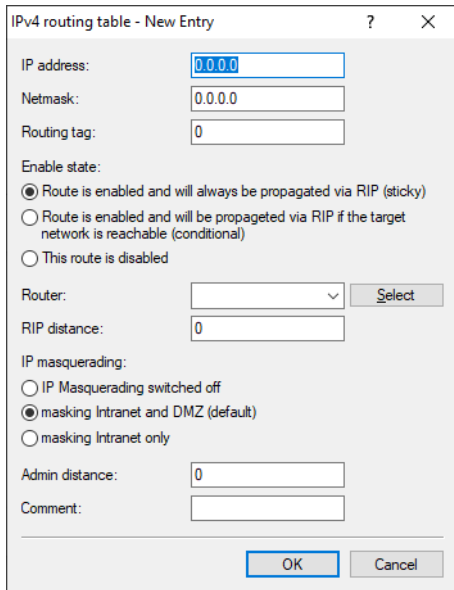 IPv4 routing table - New Entry ? ×
IP address: 0.0.0.0
Netmask: 0.0.0.0
Routing tag: 0
Enable state:
Route is enabled and will always be propagated via RIP (sticky)
Route is enabled and will be propageted via RIP if the target
network is reachable (conditional)
This route is disabled
Router: Select
RIP distance: 0
IP masquerading:
IP Masquerading switched off
masking Intranet and DMZ (default)
masking Intranet only
Admin distance: 0
Comment:
OK Cancel